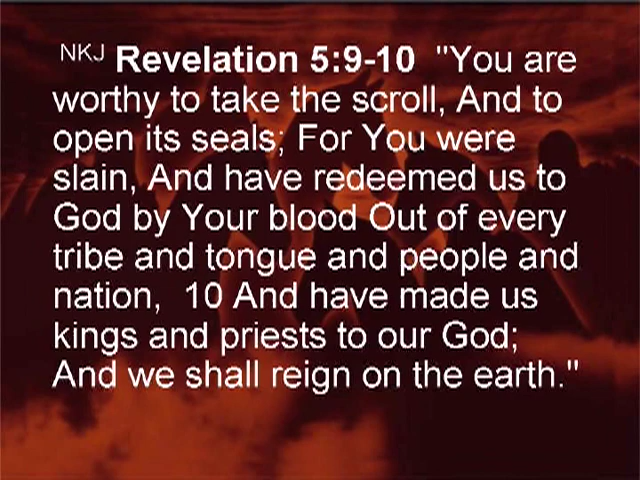 NKJ Revelation 5:9-10 "You are
worthy to take the scroll, And to
open its seals; For You were
slain, And have redeemed us to
God by Your blood Out of every
tribe and tongue and people and
nation, 10 And have made us
kings and priests to our God;
And we shall reign on the earth."